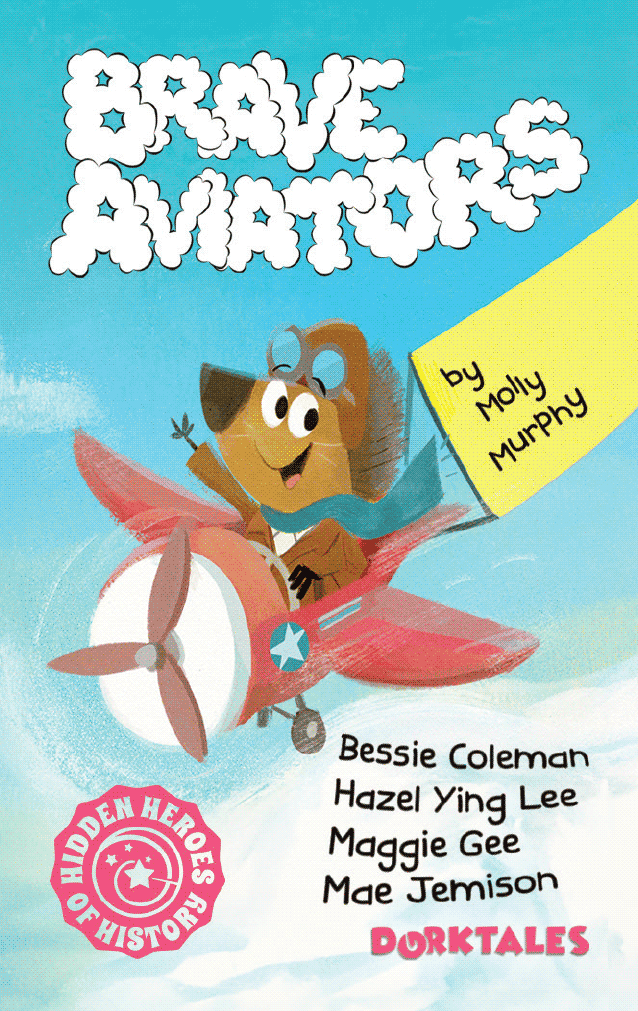 BRAVE
AVIATORS
by
Molly
Murphy
Bessie Coleman
Hazel Ying Lee
Maggie Gee
Mae Jemison
HIDDEN HEROES
OF HISTORY
DORKTALES